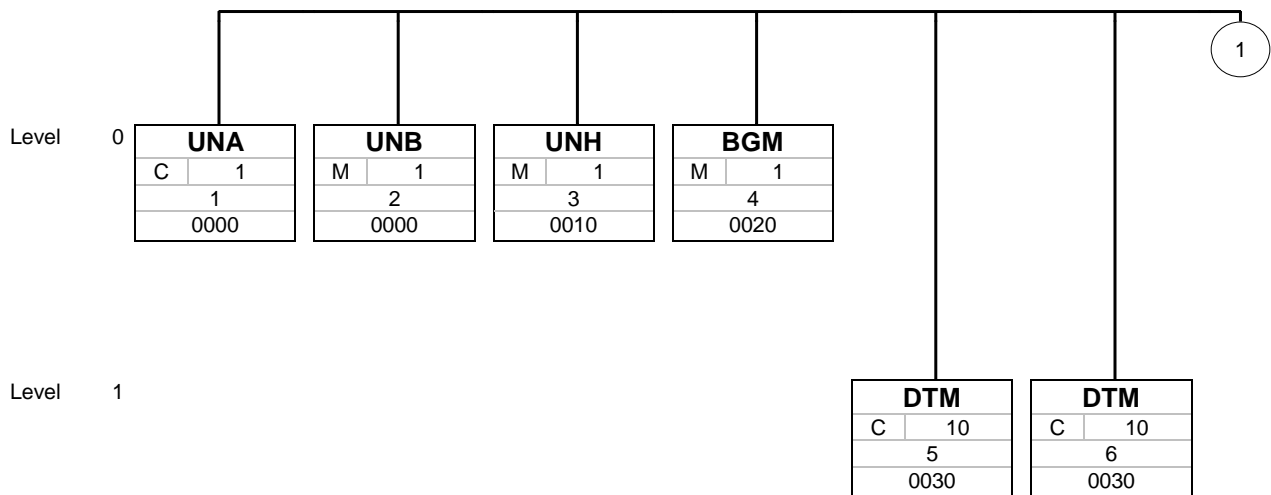 1
Level 0 UNA UNB UNH BGM
C 1 M 1 M 1 M 1
1 2 3 4
0000 0000 0010 0020
Level 1 DTM DTM
C 10 C 10
5 6
0030 0030